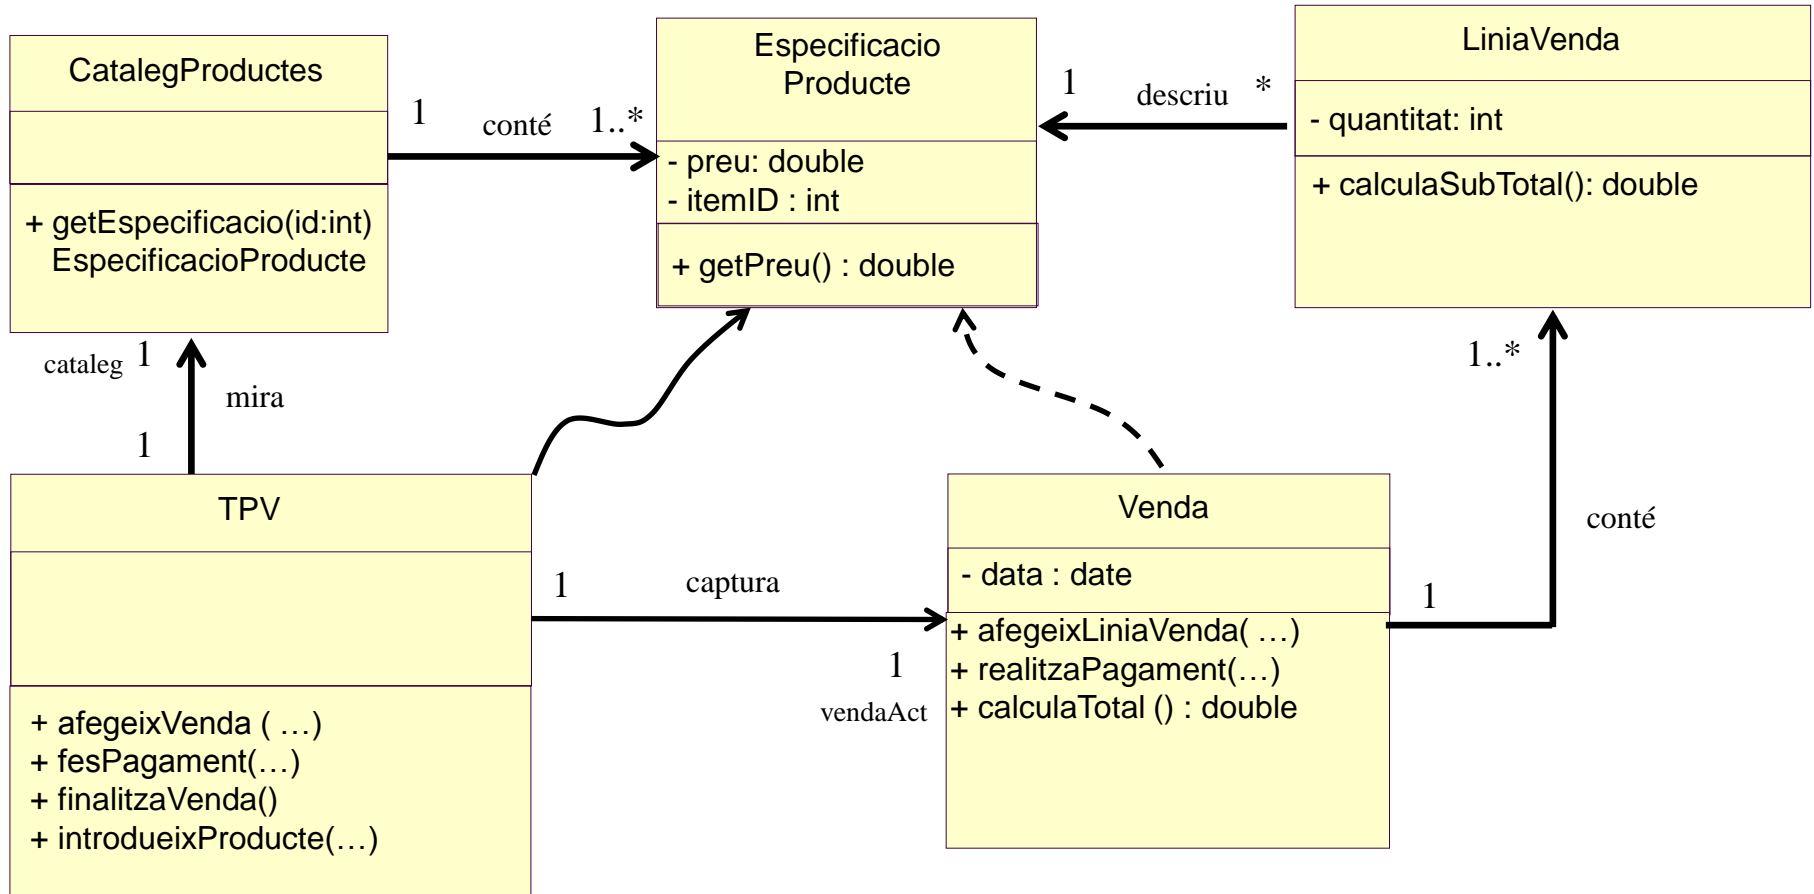 CatalegProductes
+ getEspecificacio(id:int)
EspecificacioProducte
1
conté
1..*
Especificacio
Producte
- preu: double
- itemID : int
+ getPreu() : double
1
descriu
*
LiniaVenda
- quantitat: int
+ calculaSubTotal(): double
cataleg
1
mira
1
1..*
conté
1
TPV
+ afegeixVenda ( …)
+ fesPagament(…)
+ finalitzaVenda()
+ introdueixProducte(…)
1
captura
1
vendaAct
Venda
- data : date
+ afegeixLiniaVenda( …)
+ realitzaPagament(…)
+ calculaTotal () : double